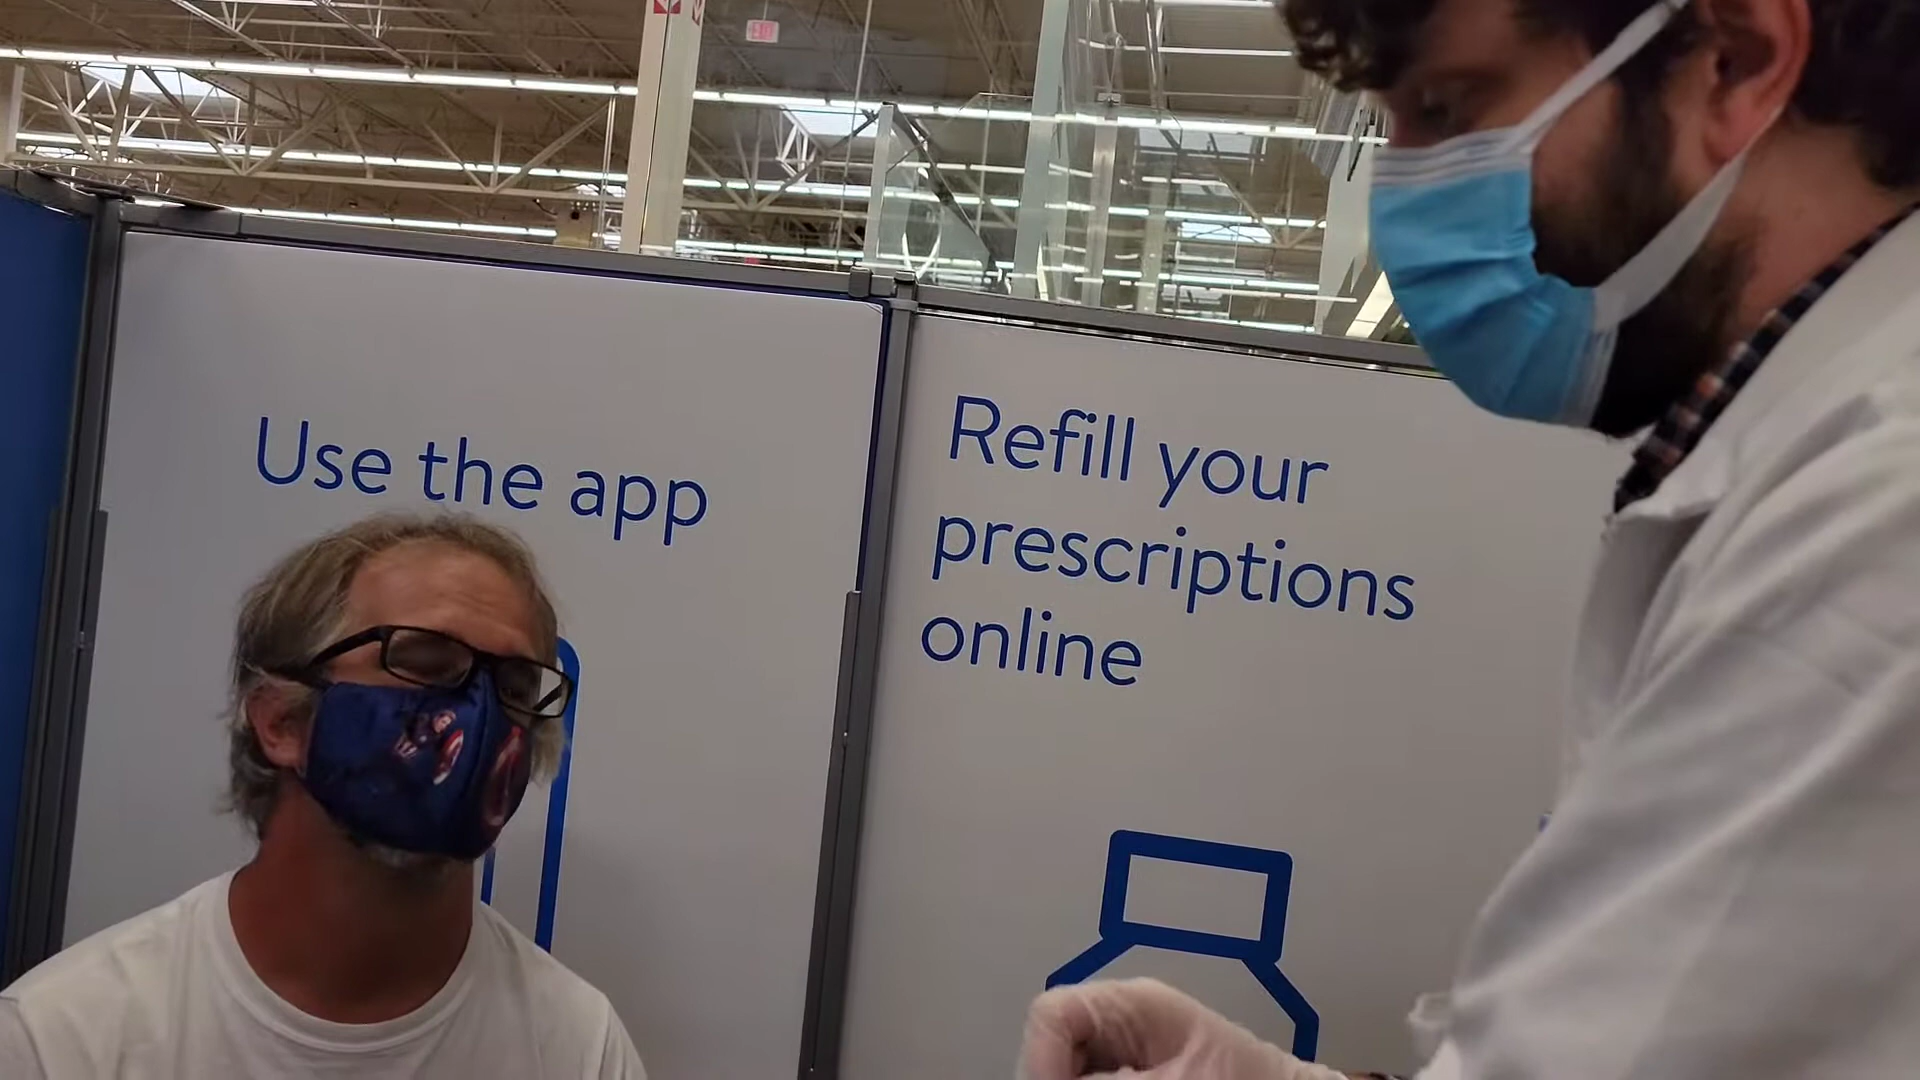 Use the app
Refill your
prescriptions
online